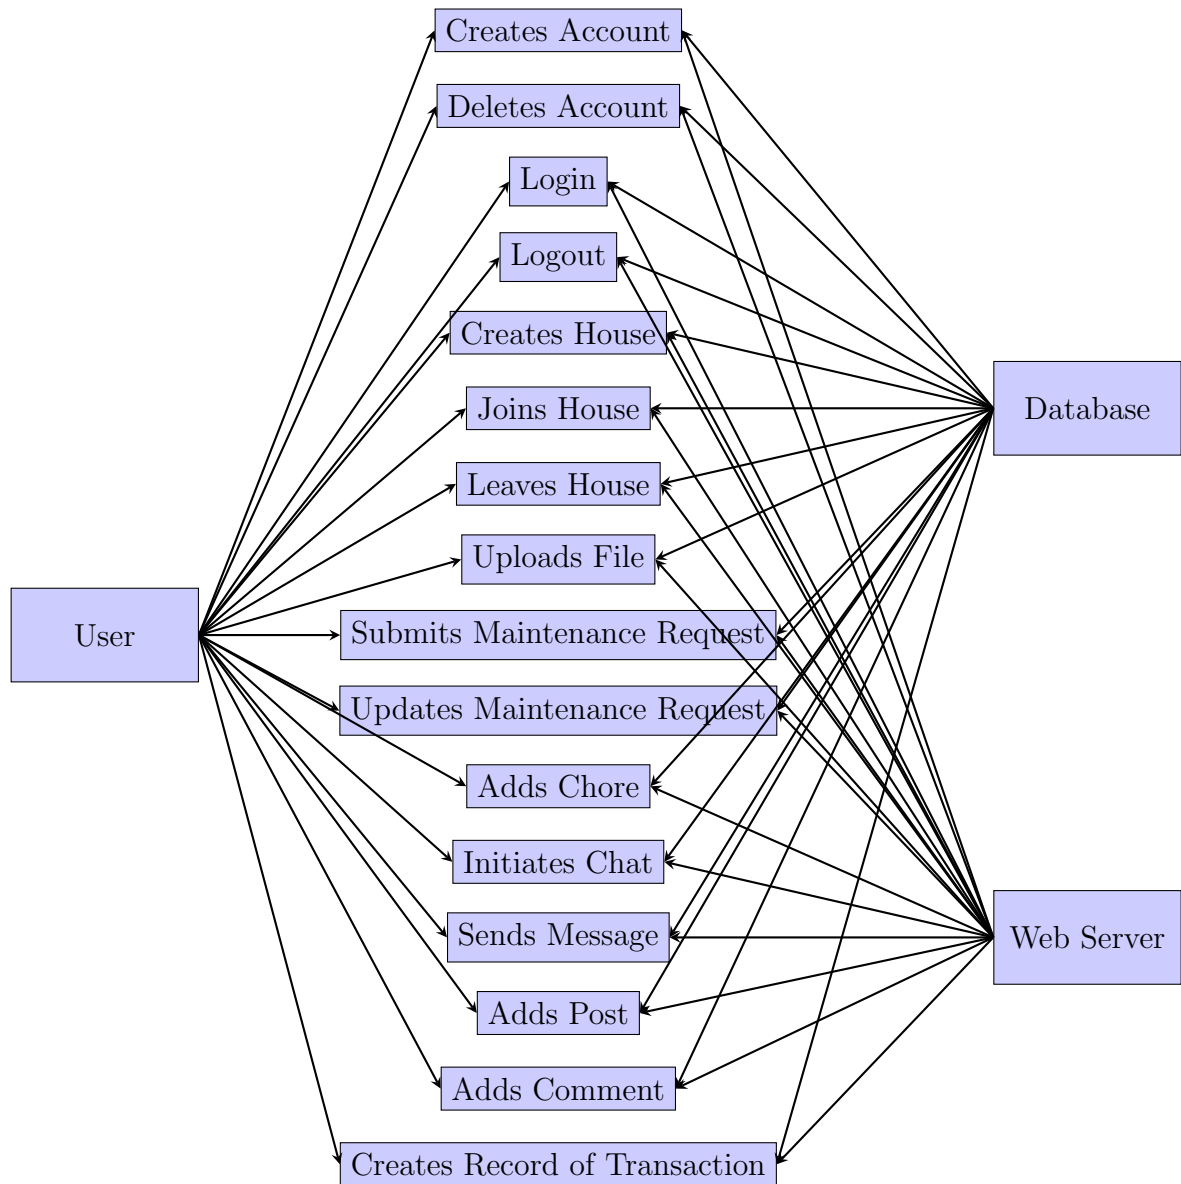 Creates Account
Deletes Account
Login
Logout
Creates House
Joins House
Leaves House
Uploads File
Submits Maintenance Request
Updates Maintenance Request
Adds Chore
Initiates Chat
Sends Message
Adds Post
Adds Comment
Creates Record of Transaction
User
Database
Web Server